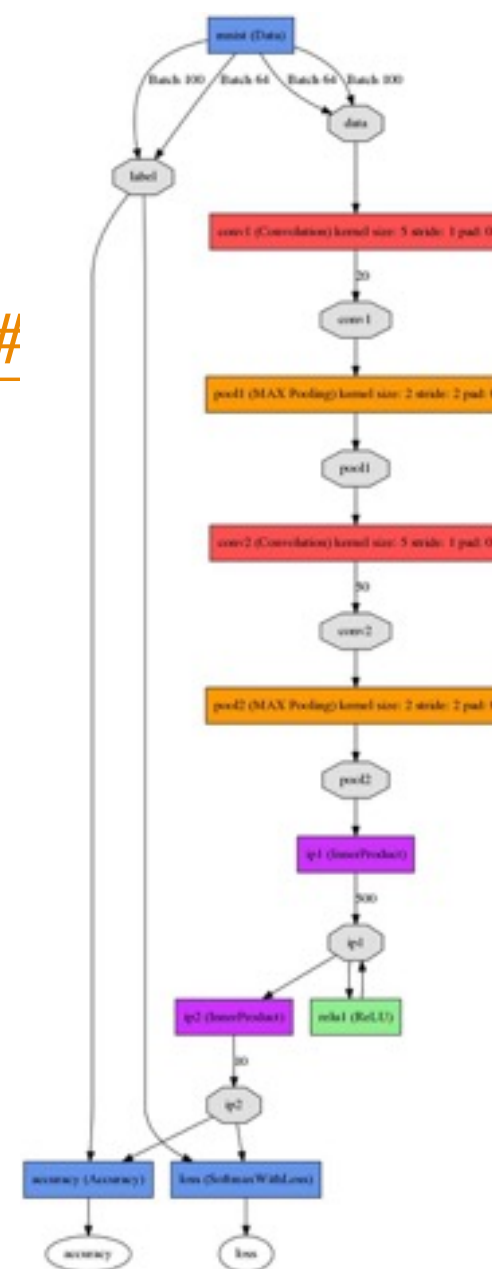 mnist (Data)
Batch 100
Batch 64
Batch 64
Batch 100
data
label
conv1 (Convolution) kernel size: 5 stride: 1 pad: 0
20
#
conv1
pool1 (MAX Pooling) kernel size: 2 stride: 2 pad: 0
pool1
conv2 (Convolution) kernel size: 5 stride: 1 pad: 0
50
conv2
pool2 (MAX Pooling) kernel size: 2 stride: 2 pad: 0
pool2
ip1 (InnerProduct)
500
ip1
ip2 (InnerProduct)
relu1 (ReLU)
10
ip2
accuracy (Accuracy)
loss (SoftmaxWithLoss)
accuracy
loss